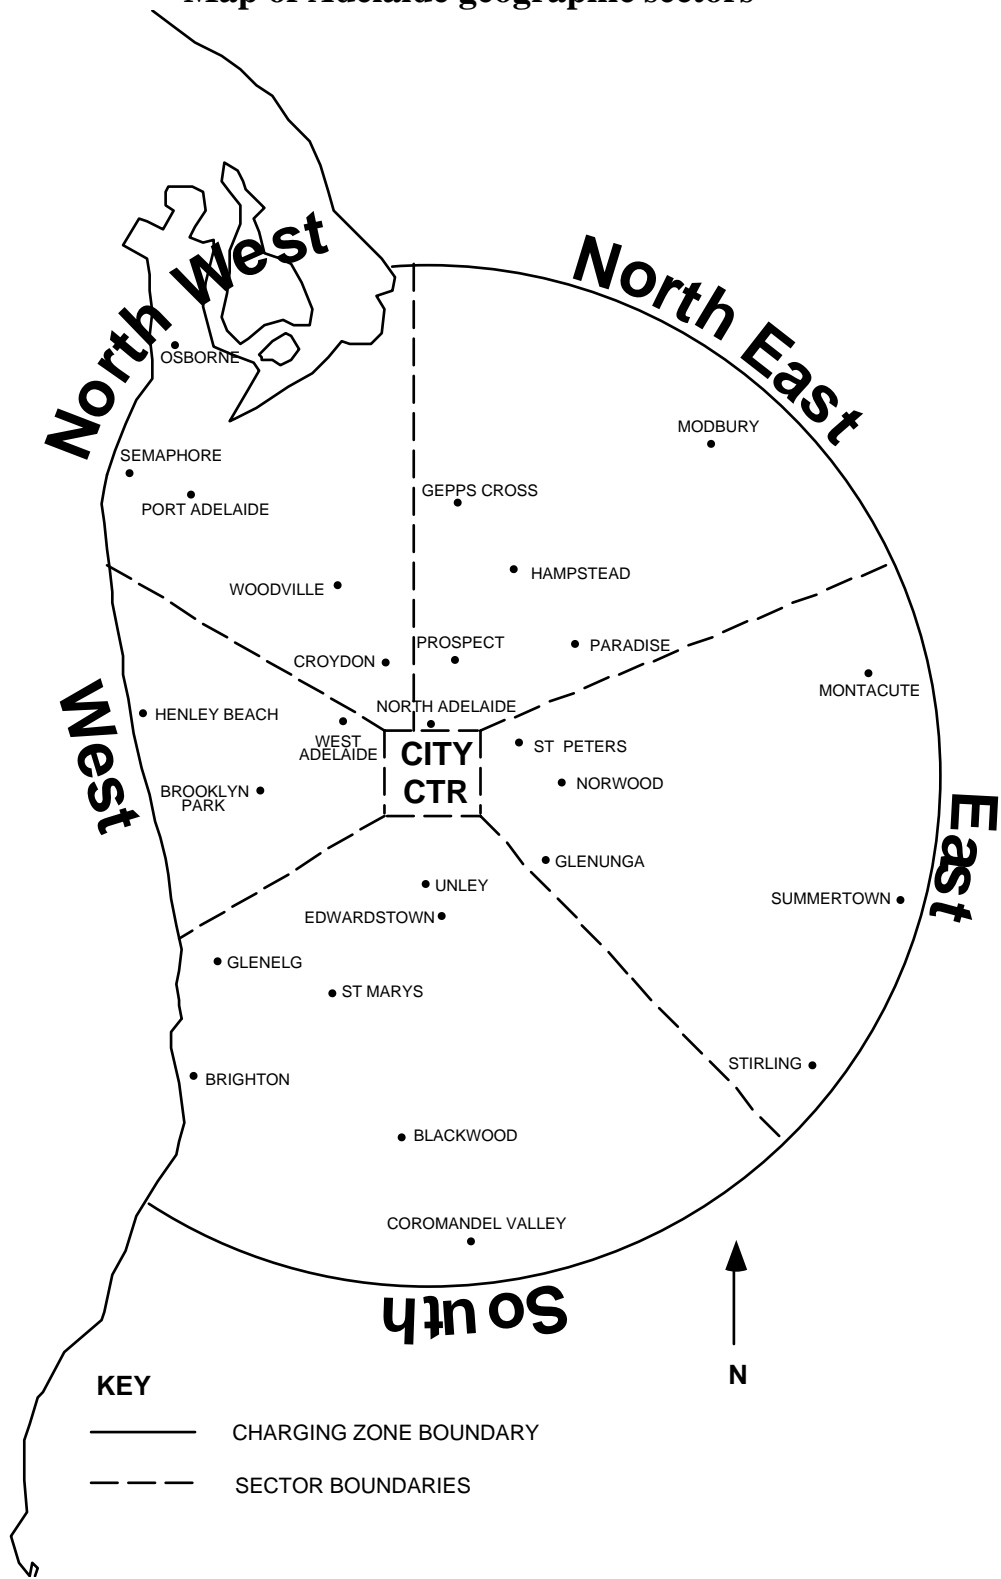 Map of Adelaide geographic sectors
North West
North East
OSBORNE
MODBURY
SEMAPHORE
GEPPS CROSS
PORT ADELAIDE
HAMPSTEAD
WOODVILLE
PROSPECT
PARADISE
CROYDON
MONTACUTE
NORTH ADELAIDE
HENLEY BEACH
WEST
ADELAIDE
CITY
CTR
ST PETERS
West
BROOKLYN
PARK
NORWOOD
East
GLENUNGA
UNLEY
SUMMERTOWN
EDWARDSTOWN
GLENELG
ST MARYS
STIRLING
BRIGHTON
BLACKWOOD
COROMANDEL VALLEY
South
N
KEY
CHARGING ZONE BOUNDARY
SECTOR BOUNDARIES